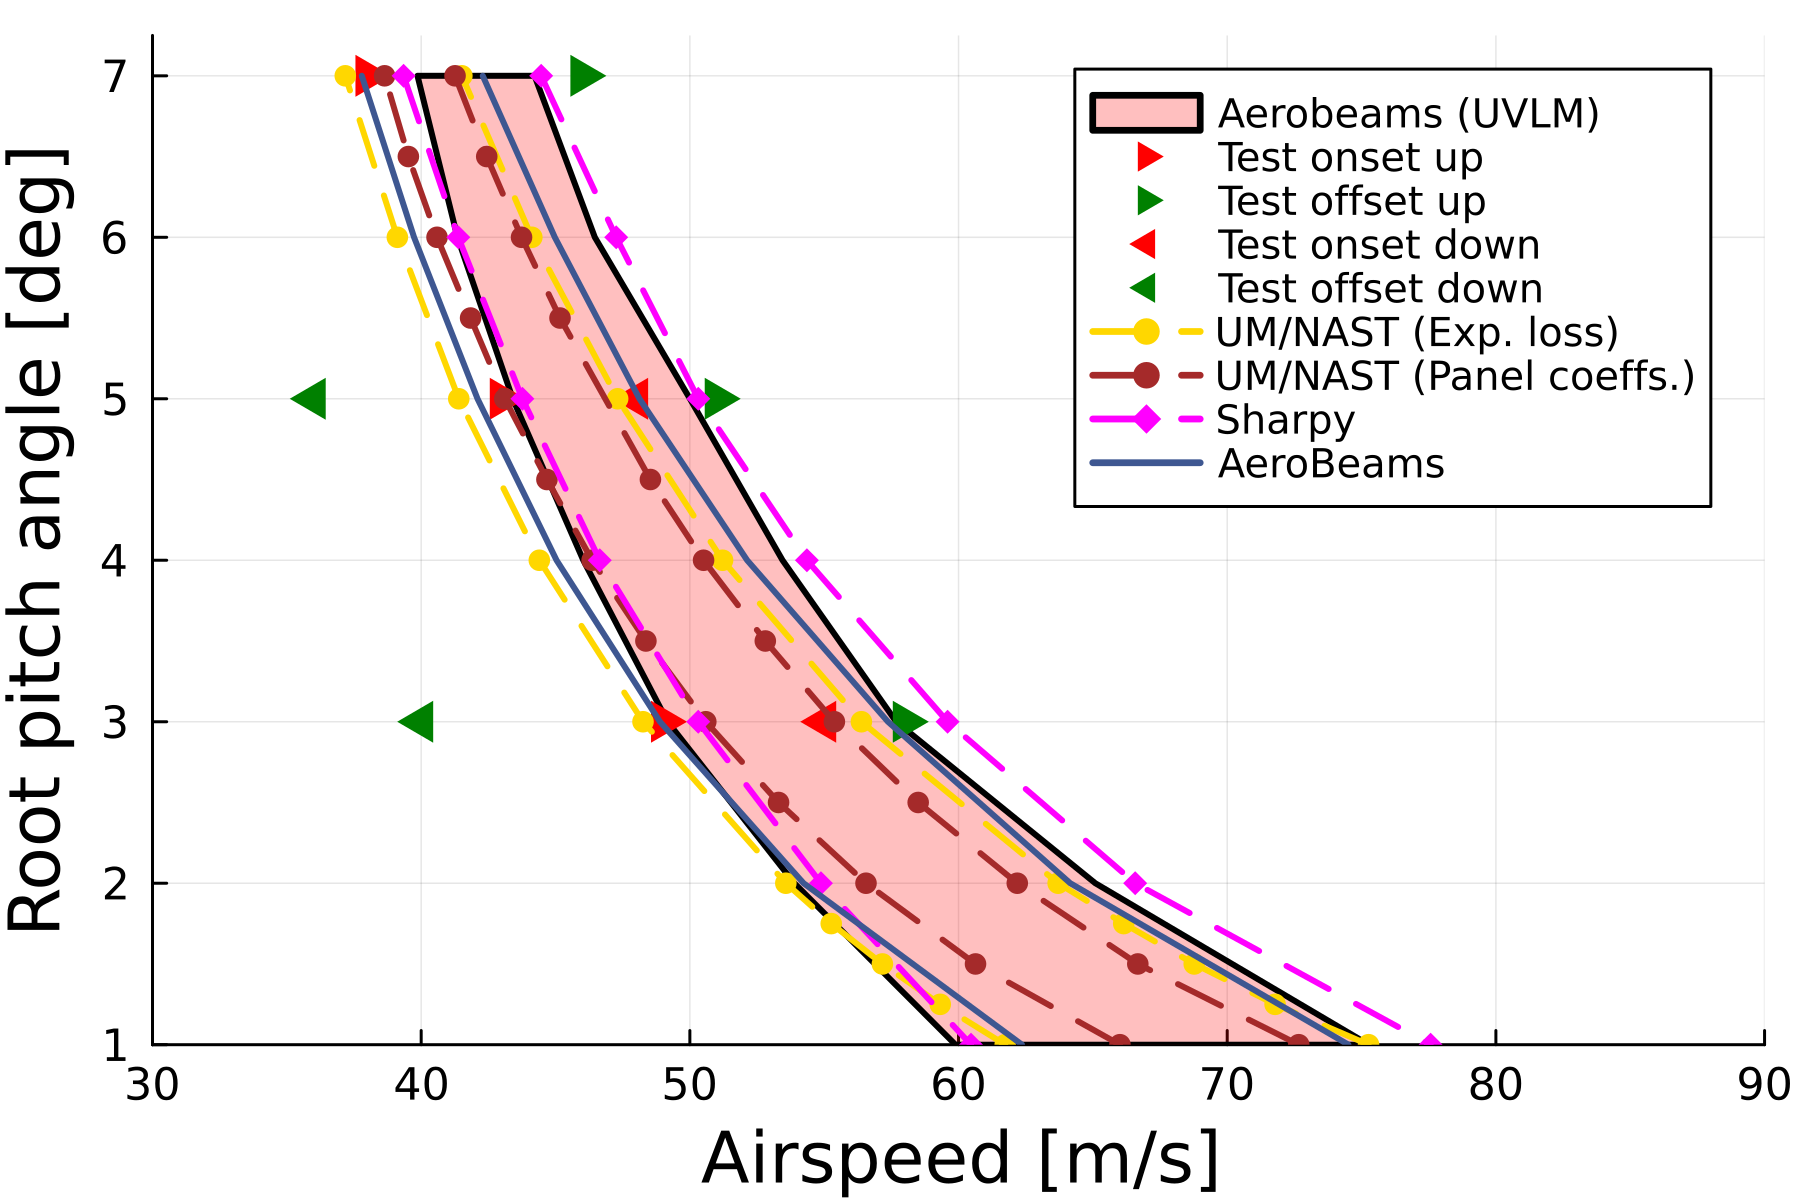 Root pitch angle [deg]
7
6
5
4
3
2
1
30 40 50 60 70 80 90
Airspeed [m/s]
Aerobeams (UVLM)
Test onset up
Test offset up
Test onset down
Test offset down
UM/NAST (Exp. loss)
UM/NAST (Panel coeffs.)
Sharpy
AeroBeams